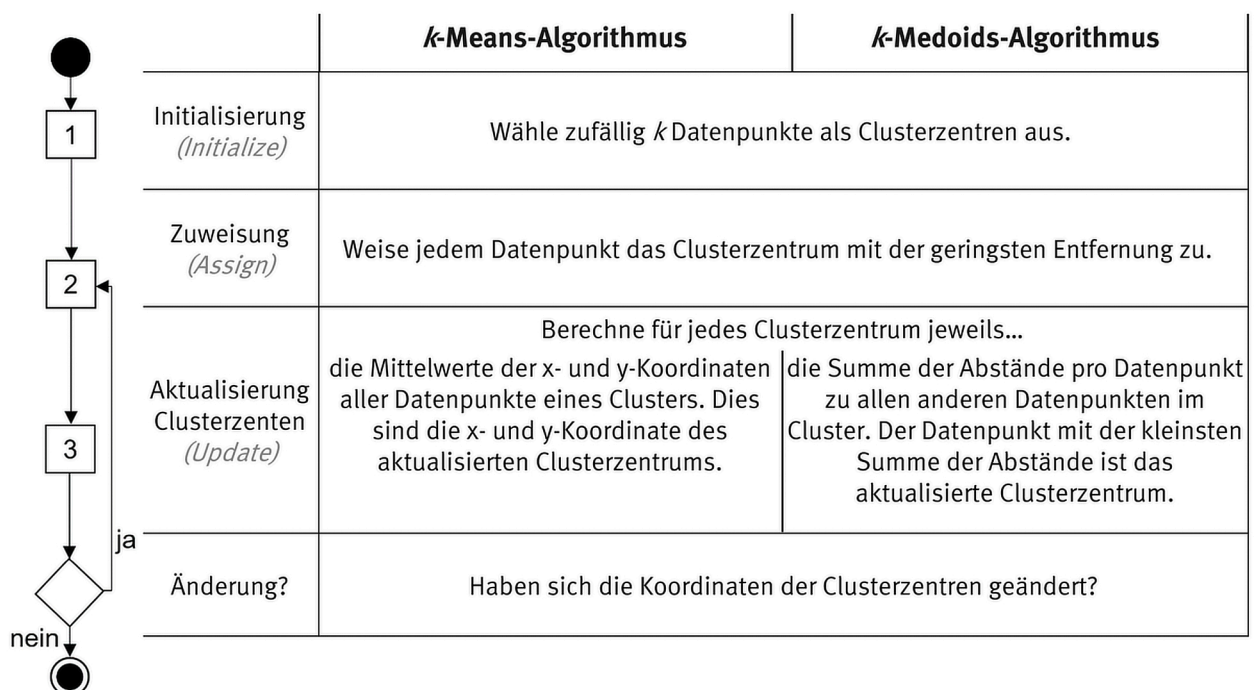 k-Means-Algorithmus
k-Medoids-Algorithmus
1
Initialisierung
(Initialize)
Wähle zufällig k Datenpunkte als Clusterzentren aus.
2
Zuweisung
(Assign)
Weise jedem Datenpunkt das Clusterzentrum mit der geringsten Entfernung zu.
3
Aktualisierung
Clusterzenten
(Update)
Berechne für jedes Clusterzentrum jeweils...
die Mittelwerte der x- und y-Koordinaten
aller Datenpunkte eines Clusters. Dies
sind die x- und y-Koordinate des
aktualisierten Clusterzentrums.
die Summe der Abstände pro Datenpunkt
zu allen anderen Datenpunkten im
Cluster. Der Datenpunkt mit der kleinsten
Summe der Abstände ist das
aktualisierte Clusterzentrum.
ja
Änderung?
Haben sich die Koordinaten der Clusterzentren geändert?
nein